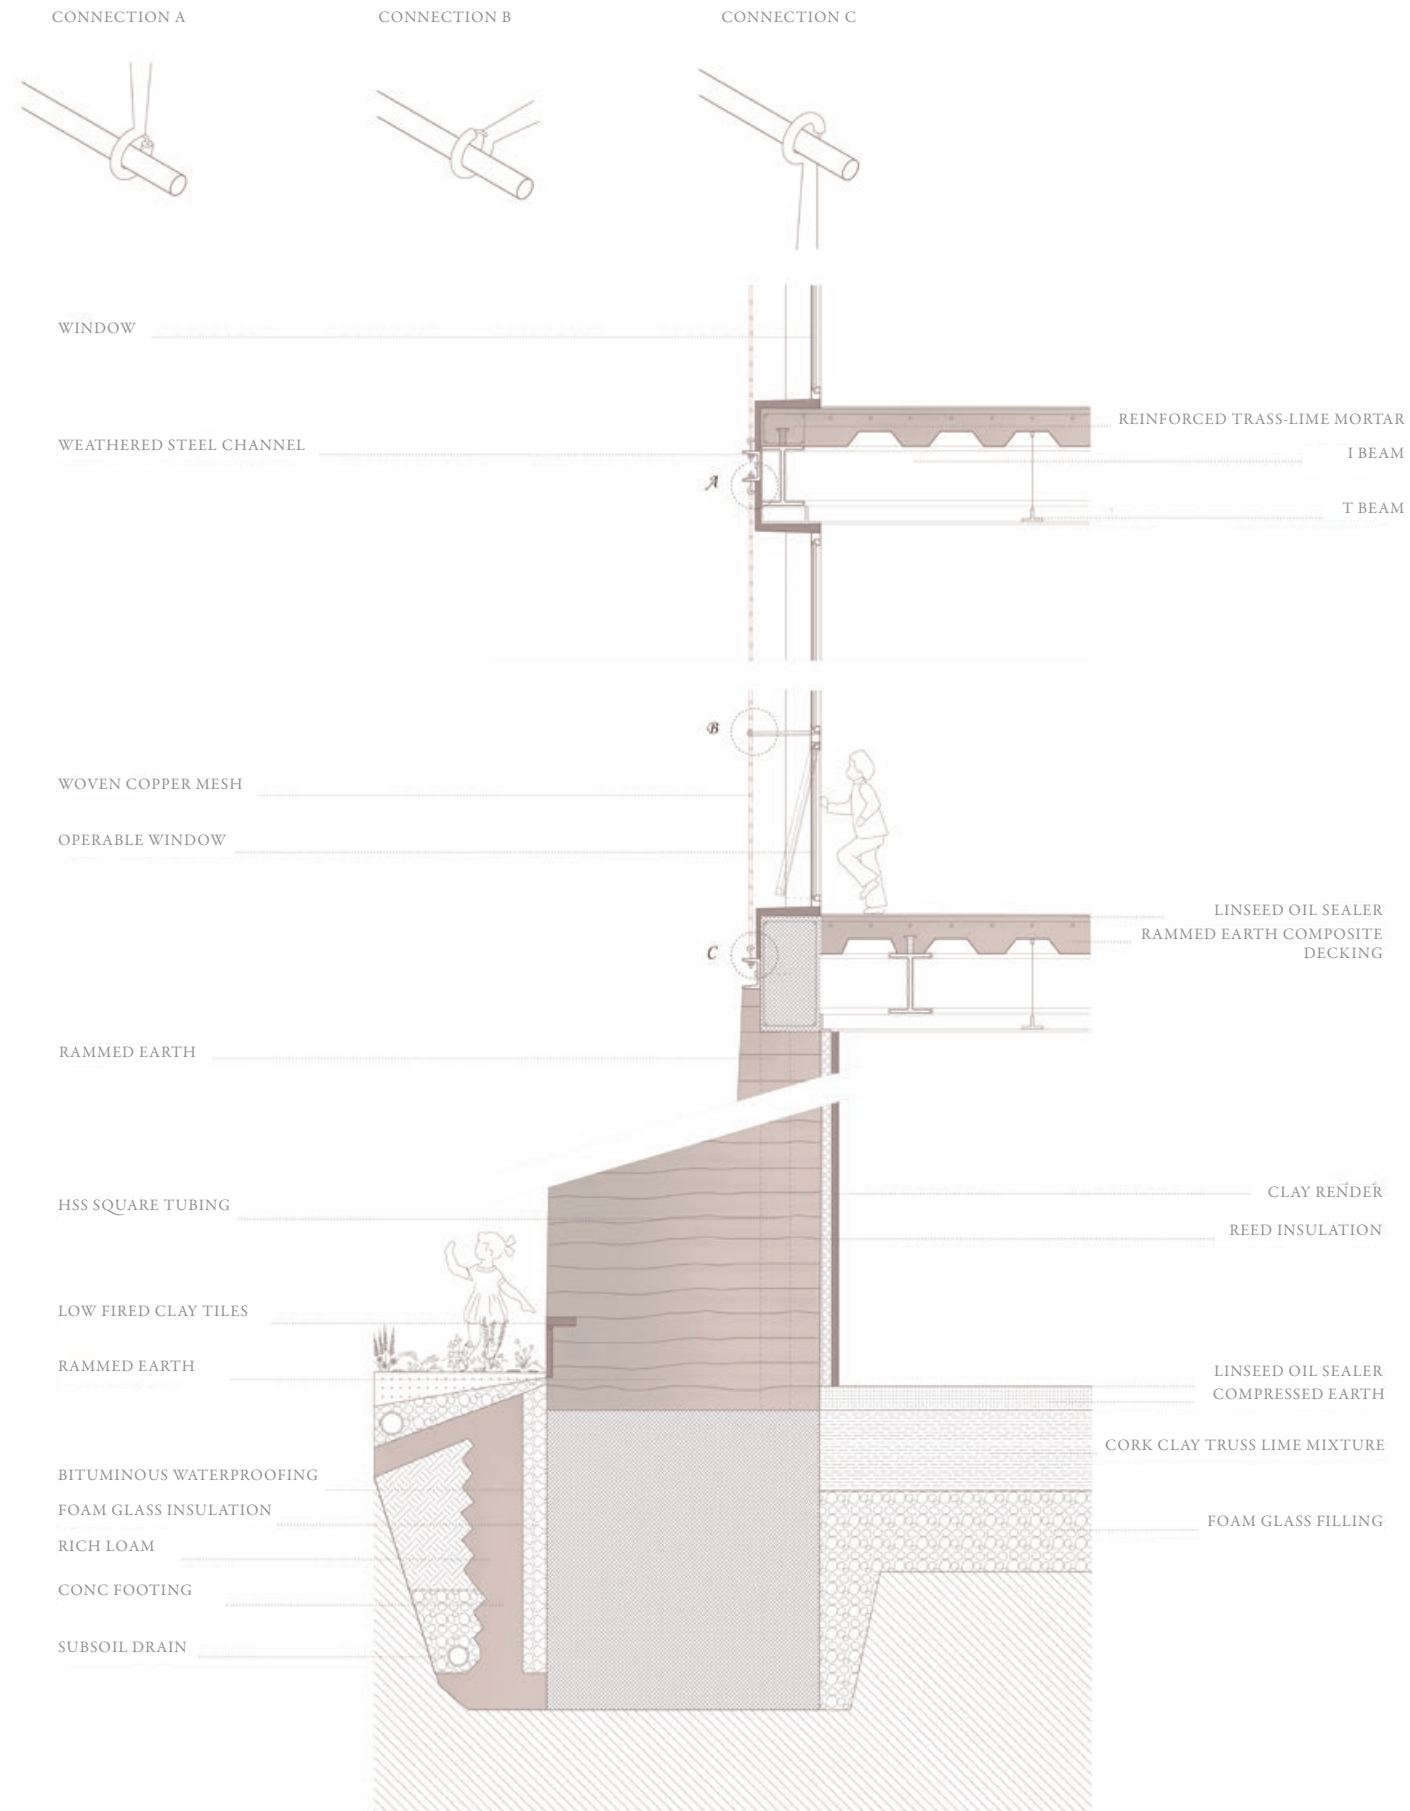 CONNECTION A
CONNECTION B
CONNECTION C
WINDOW
REINFORCED TRASS-LIME MORTAR
WEATHERED STEEL CHANNEL
I BEAM
A
T BEAM
B
WOVEN COPPER MESH
OPERABLE WINDOW
LINSEED OIL SEALER
RAMMED EARTH COMPOSITE
DECKING
C
RAMMED EARTH
CLAY RENDER
HSS SQUARE TUBING
REED INSULATION
LOW FIRED CLAY TILES
RAMMED EARTH
LINSEED OIL SEALER
COMPRESSED EARTH
CORK CLAY TRUSS LIME MIXTURE
BITUMINOUS WATERPROOFING
FOAM GLASS INSULATION
FOAM GLASS FILLING
RICH LOAM
CONC FOOTING
SUBSOIL DRAIN